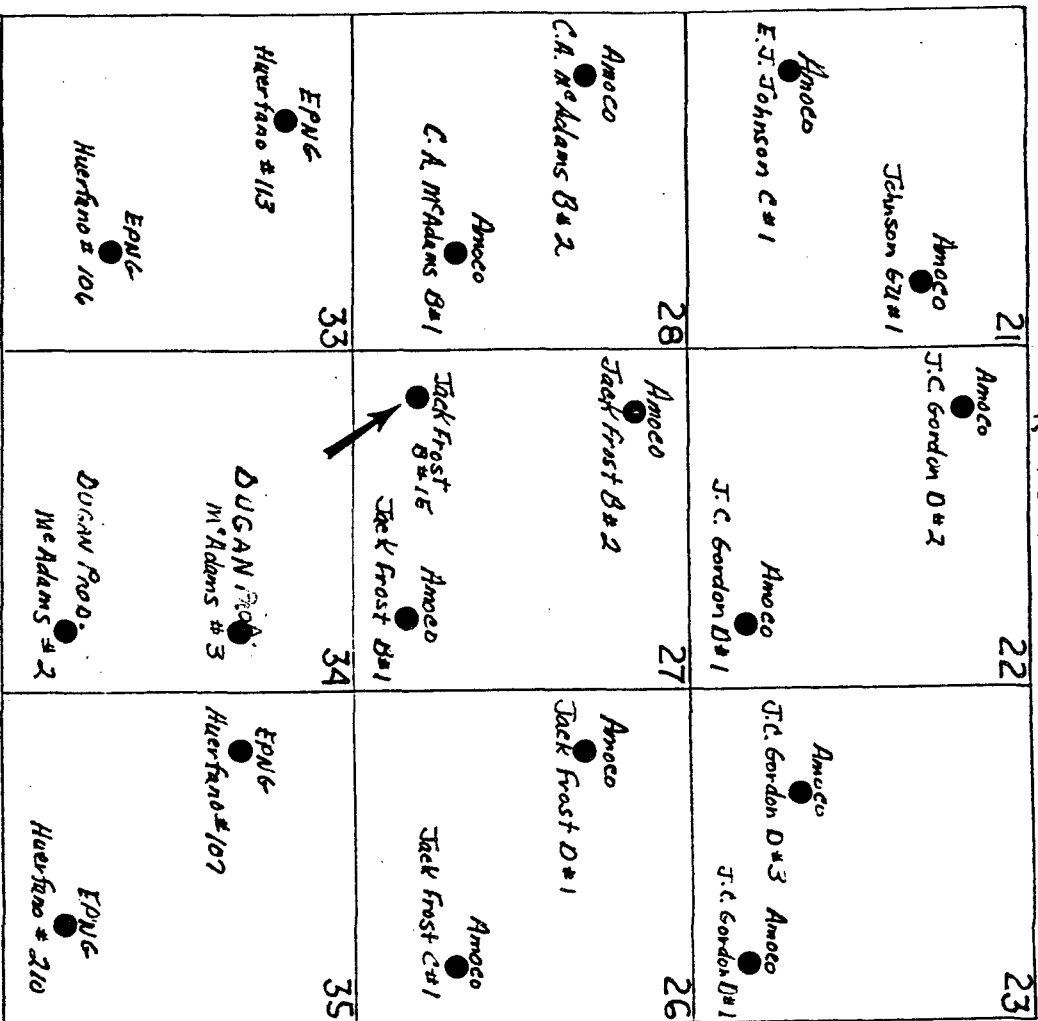 21
Amoco
Johnson GU#1
Amoco
E.J. Johnson C#1
22
Amoco
J.C. Gordon D#2
Amoco
J.C. Gordon D#1
23
Amoco
J.C. Gordon D#3
Amoco
J.C. Gordon D#1
28
Amoco
C.A. McAdams B#2
Amoco
C.A. McAdams B#1
27
Amoco
Jack Frost B#2
Jack Frost
B#1E
Amoco
Jack Frost B#1
26
Amoco
Jack Frost D#1
Amoco
Jack Frost C#1
33
EPNG
Huerfano #113
EPNG
Huerfano # 106
34
DUGAN Prod.
McAdams #3
DUGAN Prod.
McAdams #2
35
EPNG
Huerfano #107
EPNG
Huerfano # 210